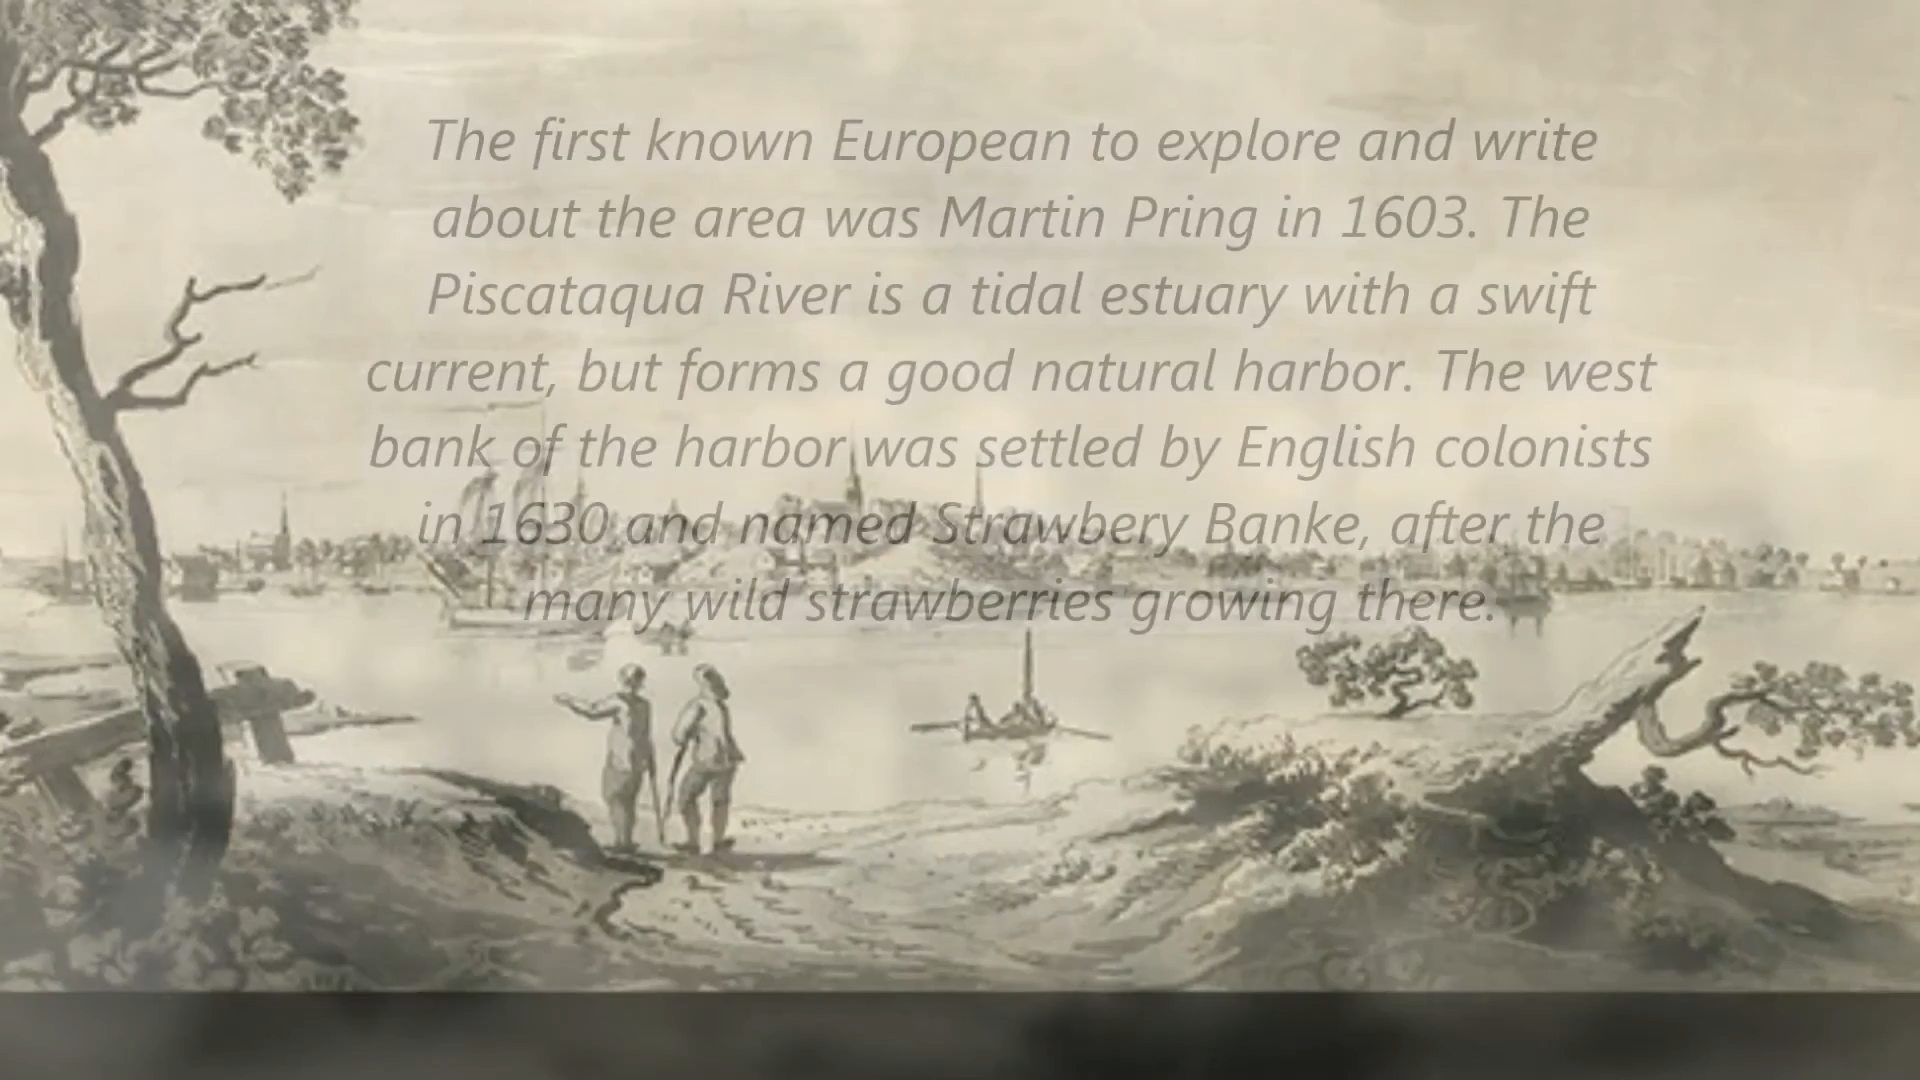 The first known European to explore and write
about the area was Martin Pring in 1603. The
Piscataqua River is a tidal estuary with a swift
current, but forms a good natural harbor. The west
bank of the harbor was settled by English colonists
in 1630 and named Strawbery Banke, after the
many wild strawberries growing there.